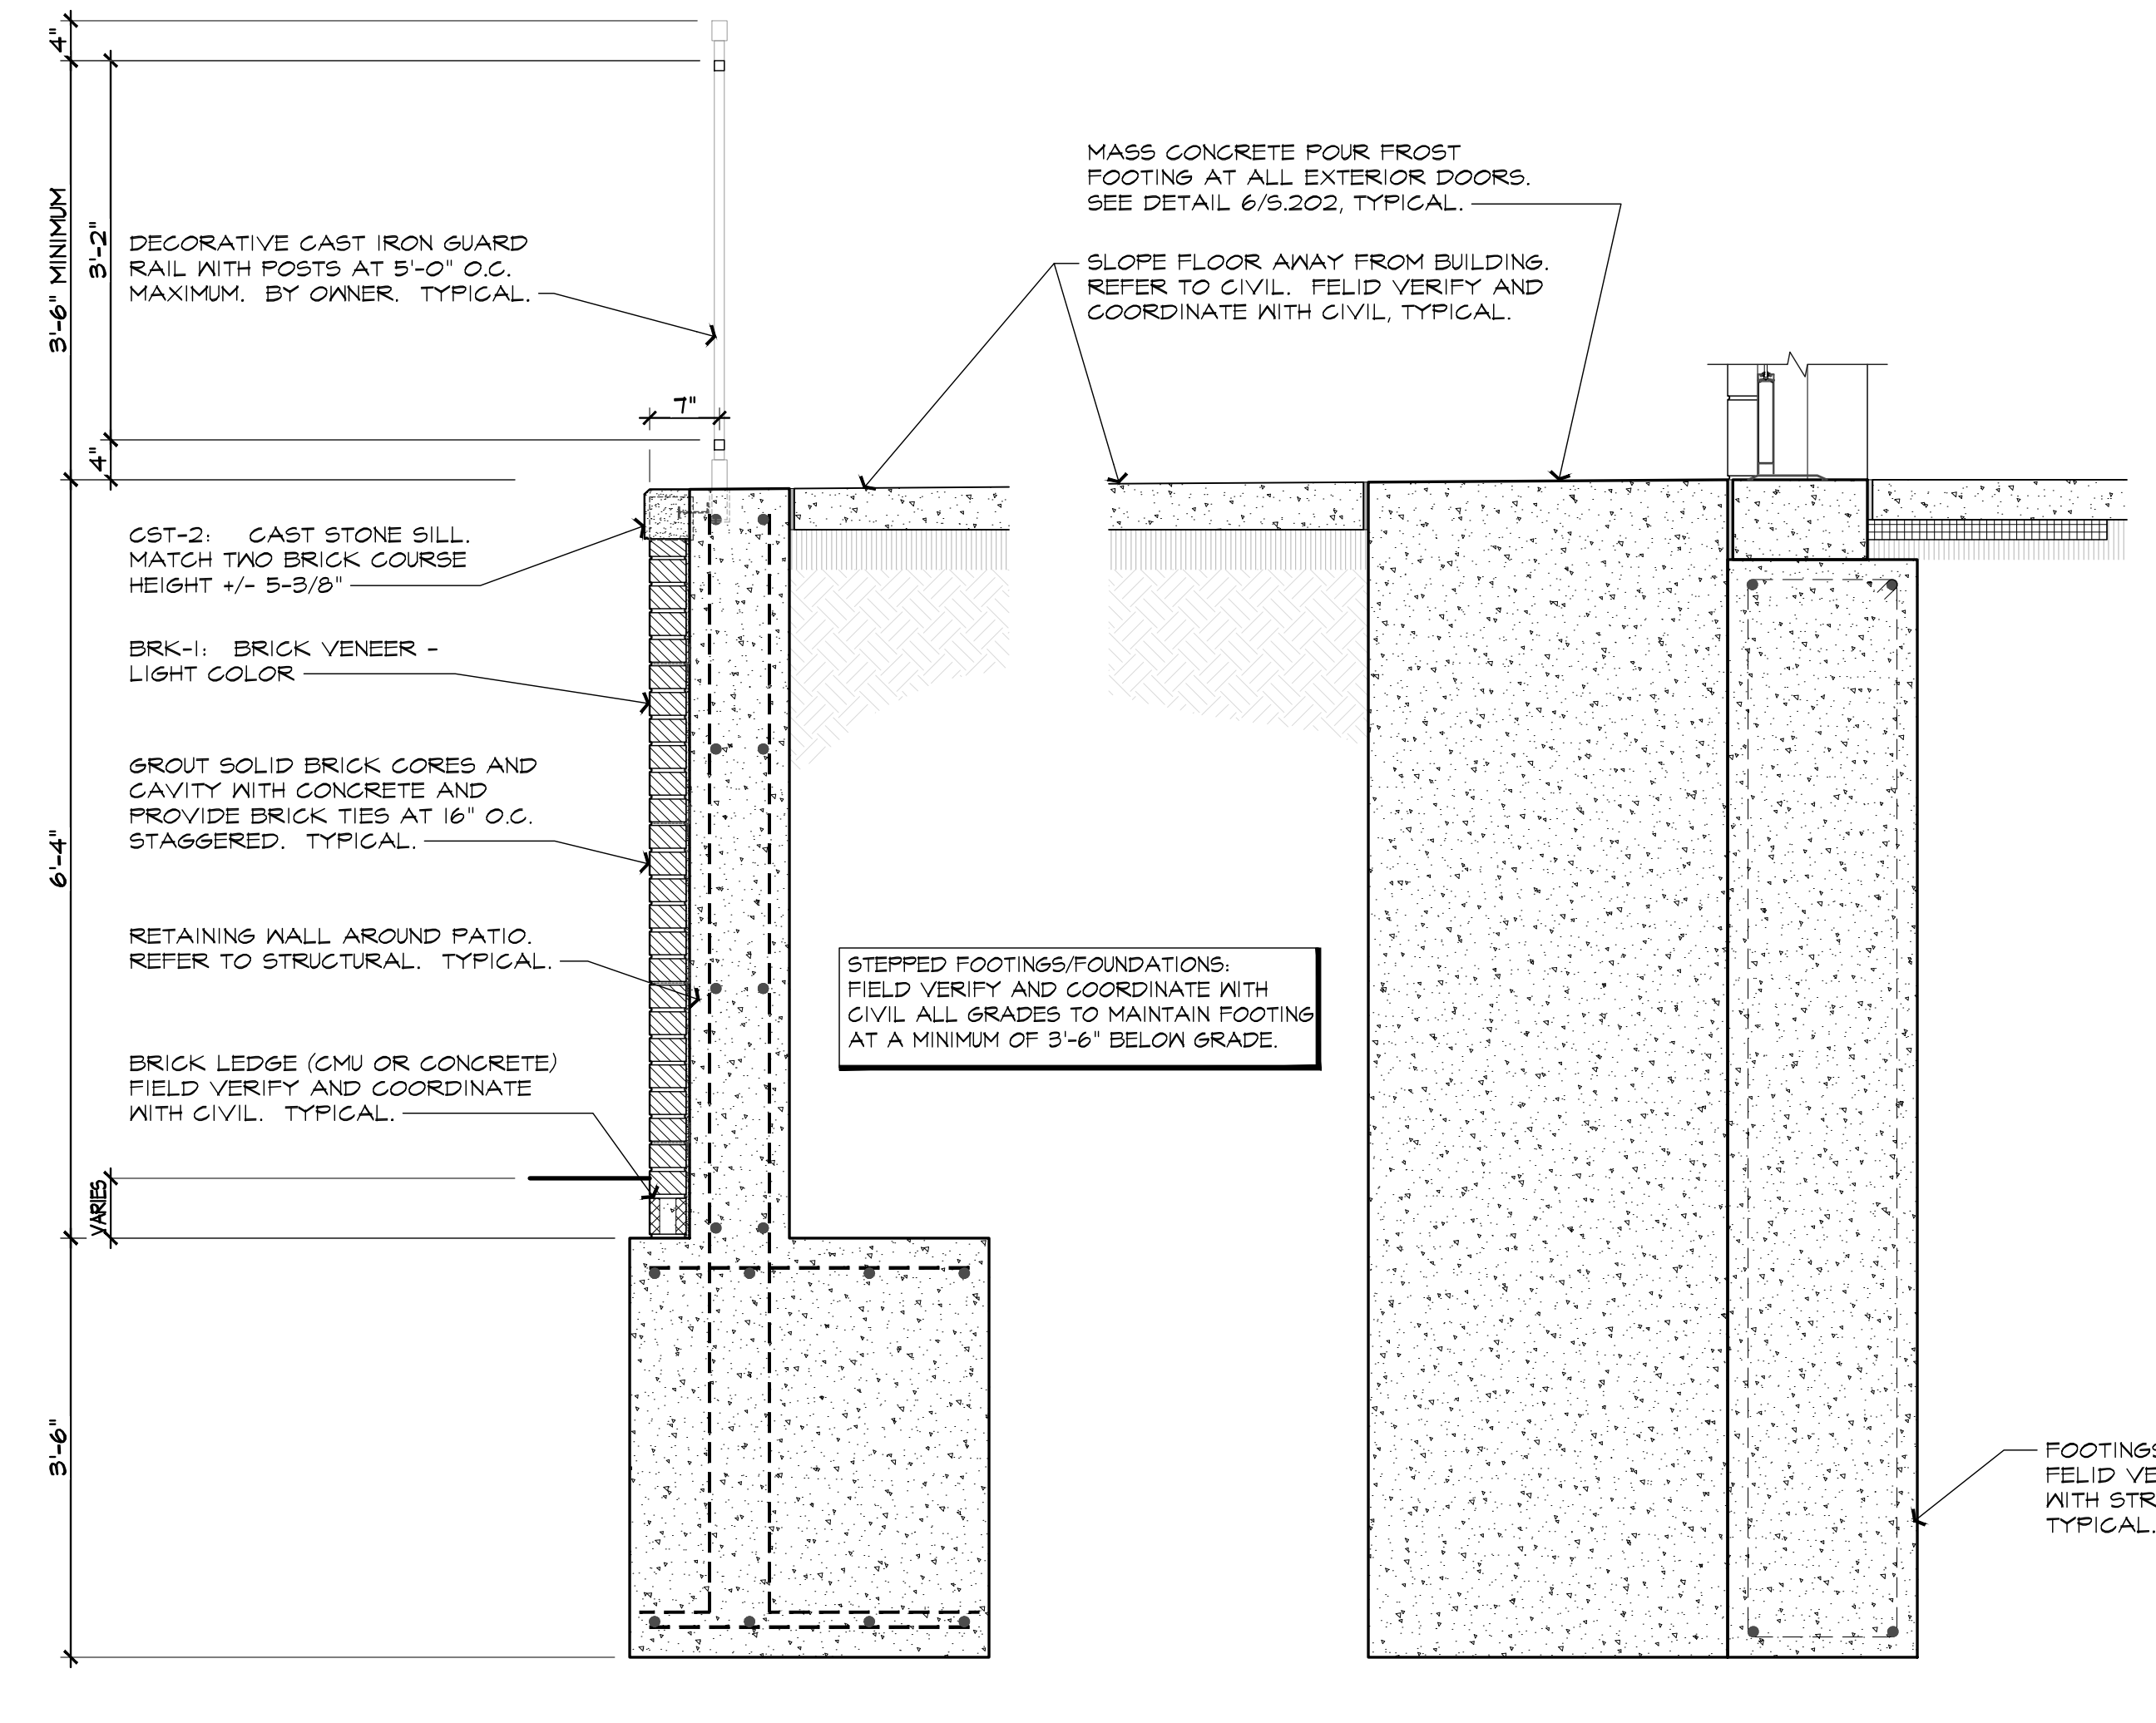 4"
3'-6" MINIMUM
3'-2"
4"
6'-4"
VARIES
3'-6"
7"
DECORATIVE CAST IRON GUARD
RAIL WITH POSTS AT 5'-0" O.C.
MAXIMUM. BY OWNER. TYPICAL.
CST-2: CAST STONE SILL.
MATCH TWO BRICK COURSE
HEIGHT +/- 5-3/8"
BRK-1: BRICK VENEER -
LIGHT COLOR
GROUT SOLID BRICK CORES AND
CAVITY WITH CONCRETE AND
PROVIDE BRICK TIES AT 16" O.C.
STAGGERED. TYPICAL.
RETAINING WALL AROUND PATIO.
REFER TO STRUCTURAL. TYPICAL.
BRICK LEDGE (CMU OR CONCRETE)
FIELD VERIFY AND COORDINATE
WITH CIVIL. TYPICAL.
MASS CONCRETE POUR FROST
FOOTING AT ALL EXTERIOR DOORS.
SEE DETAIL 6/S.202, TYPICAL.
SLOPE FLOOR AWAY FROM BUILDING.
REFER TO CIVIL. FELID VERIFY AND
COORDINATE WITH CIVIL, TYPICAL.
STEPPED FOOTINGS/FOUNDATIONS:
FIELD VERIFY AND COORDINATE WITH
CIVIL ALL GRADES TO MAINTAIN FOOTING
AT A MINIMUM OF 3'-6" BELOW GRADE.
FOOTINGS
FELID VE
WITH STR
TYPICAL.